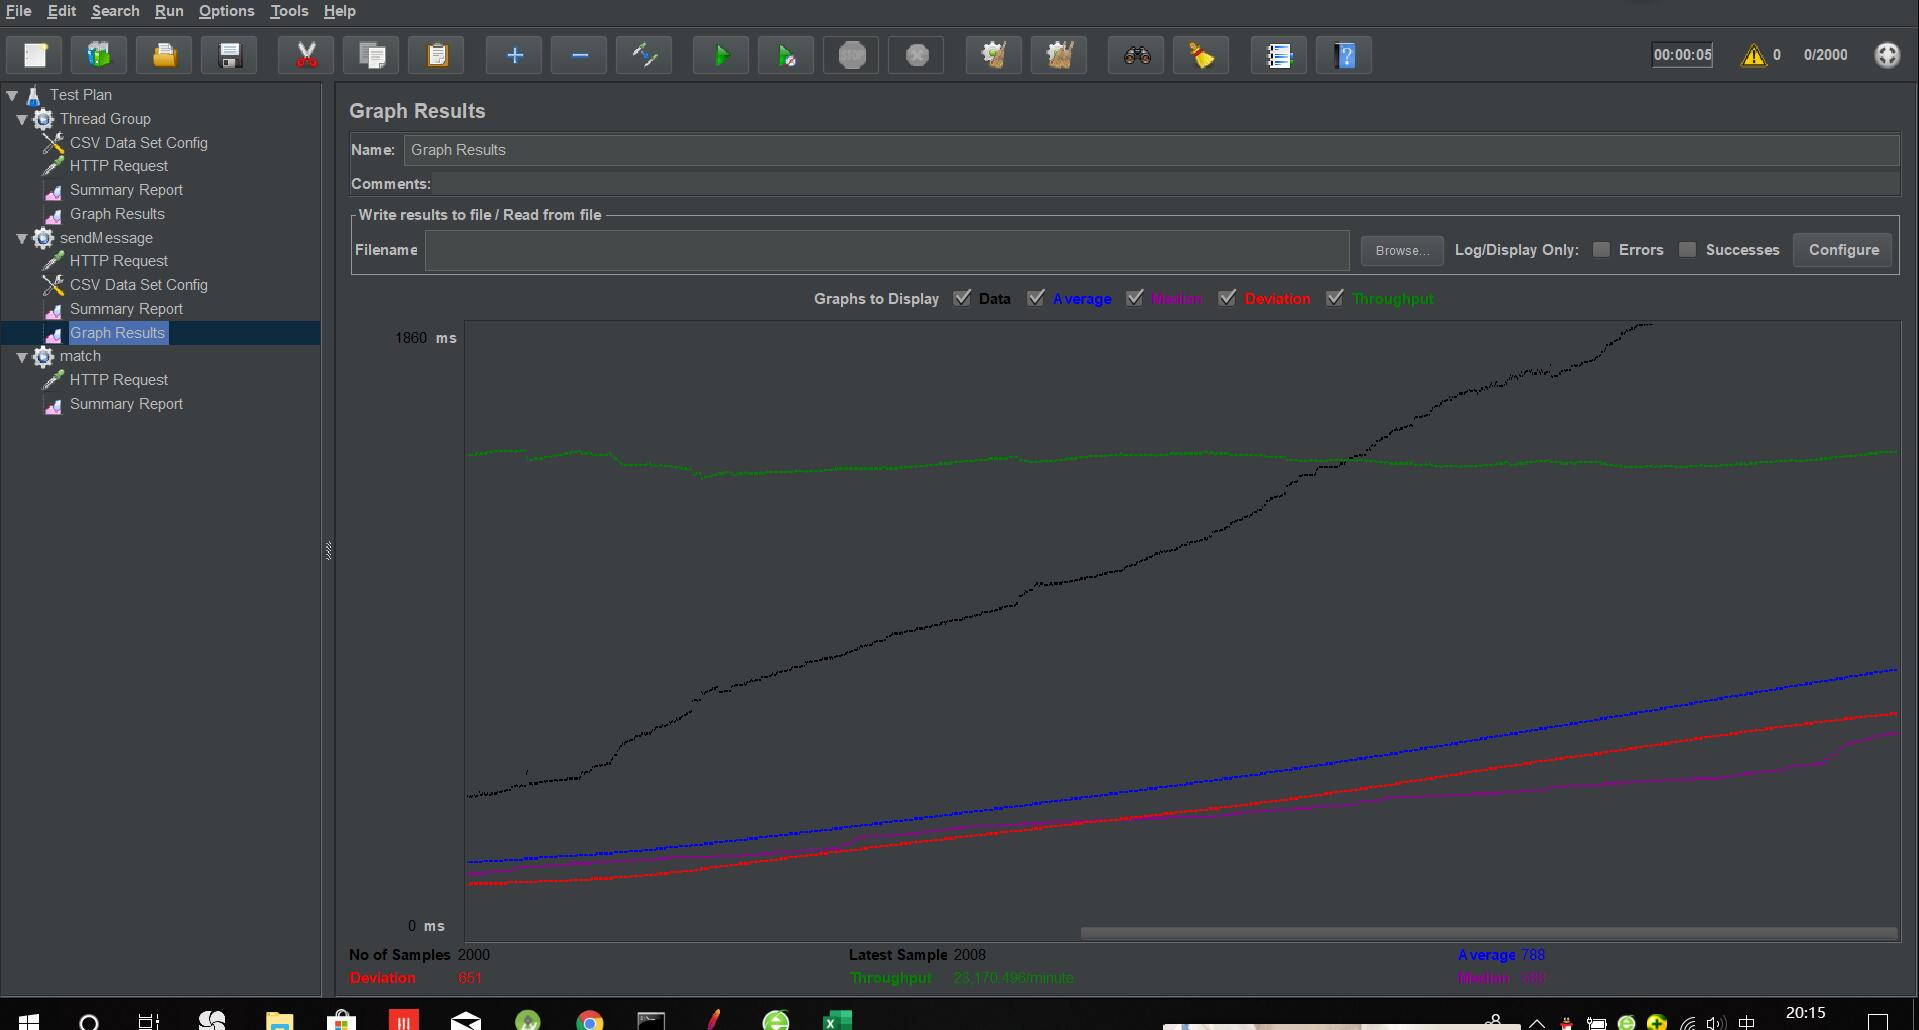 File Edit Search Run Options Tools Help
00:00:05 0 0/2000
Test Plan
Thread Group
CSV Data Set Config
HTTP Request
Summary Report
Graph Results
sendMessage
HTTP Request
CSV Data Set Config
Summary Report
Graph Results
match
HTTP Request
Summary Report
Graph Results
Name: Graph Results
Comments:
Write results to file / Read from file
Filename Browse... Log/Display Only: Errors Successes Configure
Graphs to Display Data Average Median Deviation Throughput
1860 ms
0 ms
No of Samples 2000 Latest Sample 2008 Average 788
Deviation 651 Throughput 23,170.496/minute Median
中 20:15